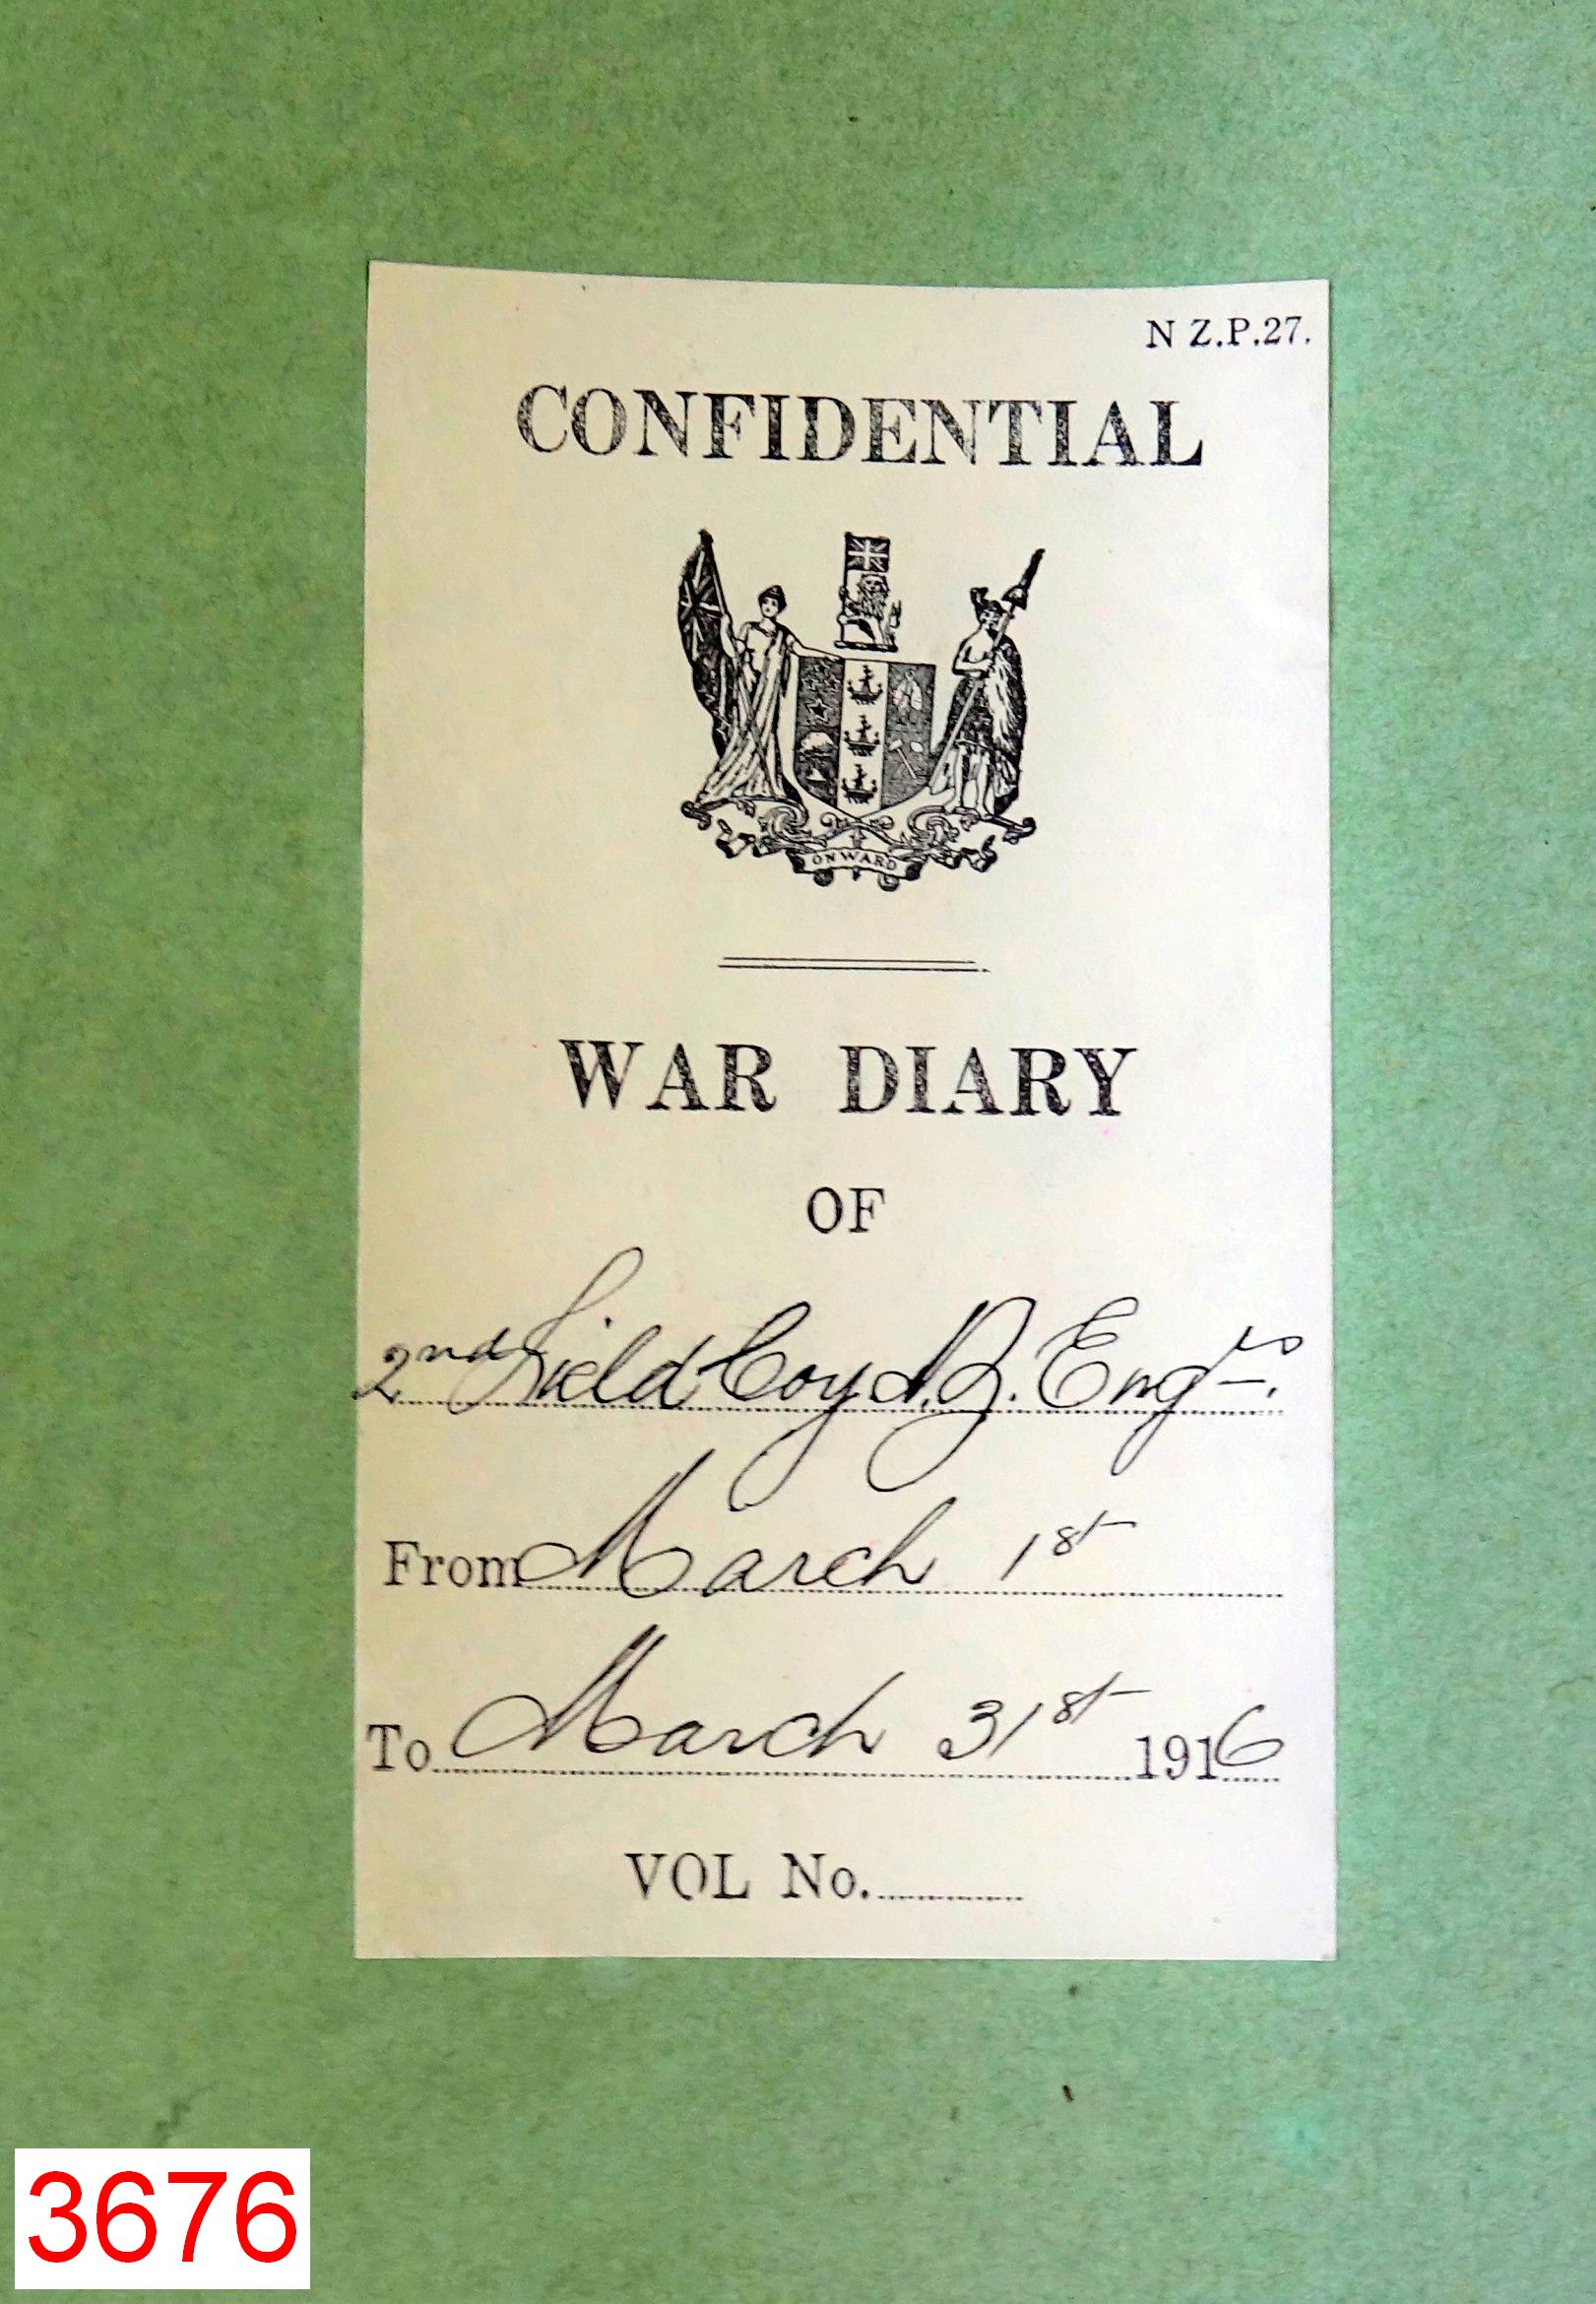 N Z.P.27.
CONFIDENTIAL
ONWARD
WAR DIARY
OF
2nd Field Coy N.Z. Engrs.
From March 1st
To March 31st 1916
VOL No.
3676